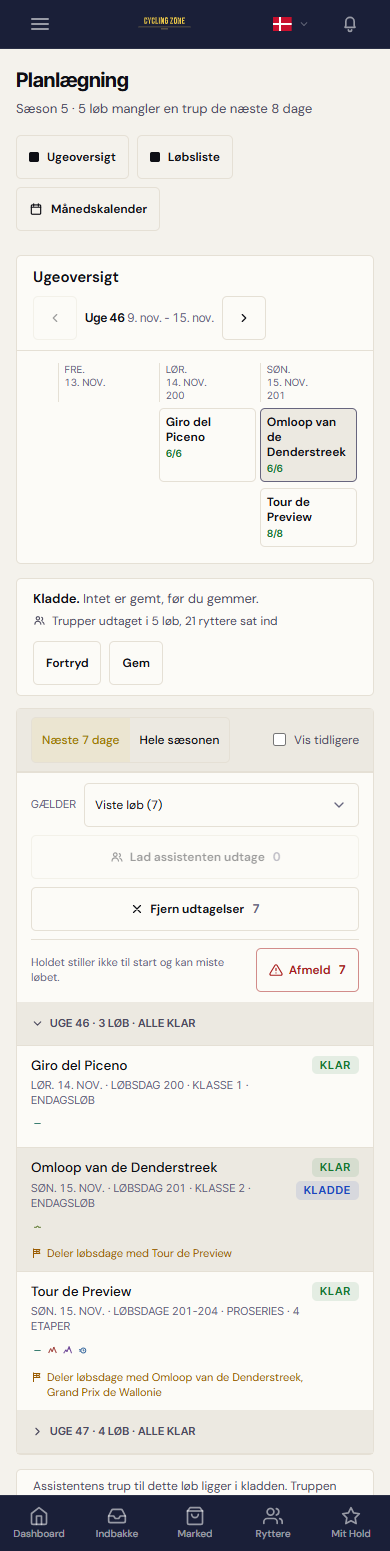 CYCLING ZONE
Planlægning
Sæson 5 · 5 løb mangler en trup de næste 8 dage
Ugeoversigt
Løbsliste
Månedskalender
Ugeoversigt
Uge 46 9. nov. - 15. nov.
FRE.
13. NOV.
LØR.
14. NOV.
200
SØN.
15. NOV.
201
Giro del
Piceno
6/6
Omloop van
de
Denderstreek
6/6
Tour de
Preview
8/8
Kladde. Intet er gemt, før du gemmer.
Trupper udtaget i 5 løb, 21 ryttere sat ind
Fortryd
Gem
Næste 7 dage
Hele sæsonen
Vis tidligere
GÆLDER
Viste løb (7)
Lad assistenten udtage 0
Fjern udtagelser 7
Holdet stiller ikke til start og kan miste
løbet.
Afmeld 7
UGE 46 · 3 LØB · ALLE KLAR
Giro del Piceno
KLAR
LØR. 14. NOV. · LØBSDAG 200 · KLASSE 1 ·
ENDAGSLØB
Omloop van de Denderstreek
KLAR
SØN. 15. NOV. · LØBSDAG 201 · KLASSE 2 ·
ENDAGSLØB
KLADDE
Deler løbsdage med Tour de Preview
Tour de Preview
KLAR
SØN. 15. NOV. · LØBSDAGE 201-204 · PROSERIES · 4
ETAPER
Deler løbsdage med Omloop van de Denderstreek,
Grand Prix de Wallonie
UGE 47 · 4 LØB · ALLE KLAR
Assistentens trup til dette løb ligger i kladden. Truppen
Dashboard
Indbakke
Marked
Ryttere
Mit Hold